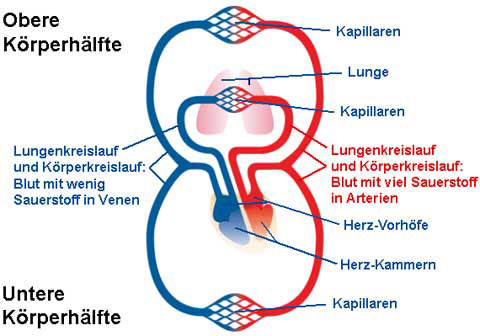 Obere
Körperhälfte
Kapillaren
Lunge
Kapillaren
Lungenkreislauf
und Körperkreislauf:
Blut mit wenig
Sauerstoff in Venen
Lungenkreislauf
und Körperkreislauf:
Blut mit viel Sauerstoff
in Arterien
Herz-Vorhöfe
Herz-Kammern
Untere
Körperhälfte
Kapillaren